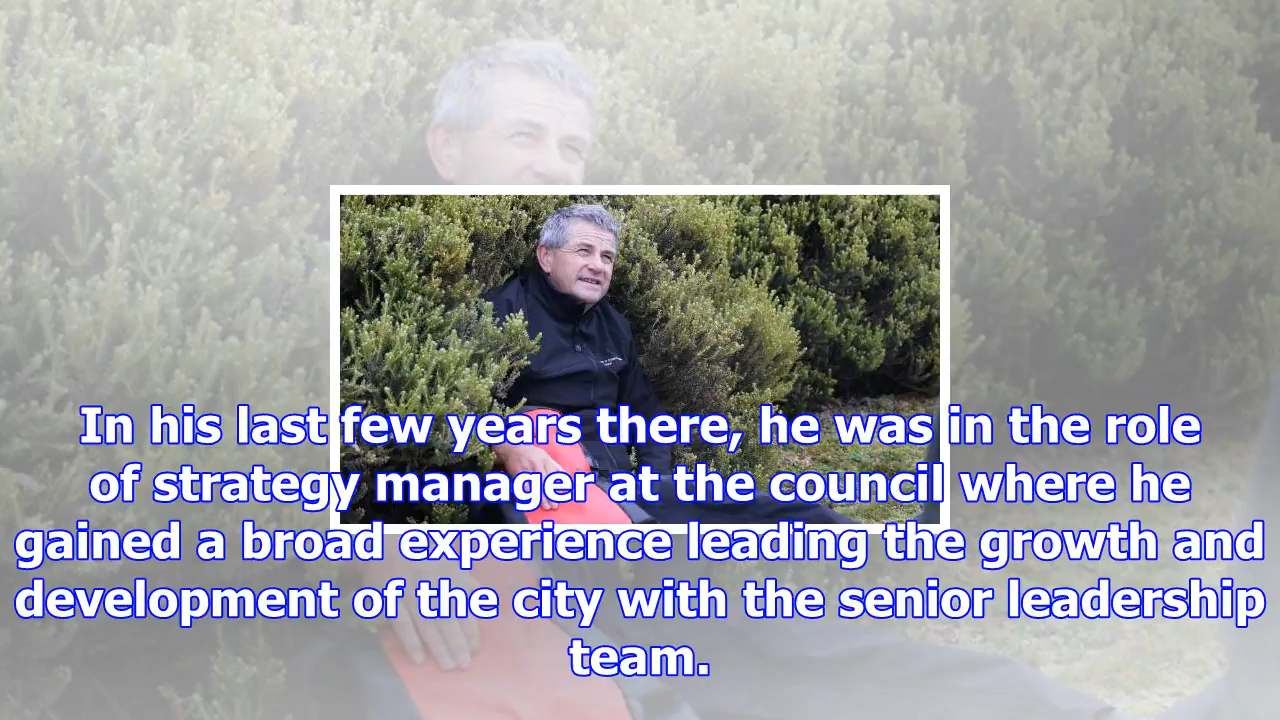 In his last few years there, he was in the role
of strategy manager at the council where he
gained a broad experience leading the growth and
development of the city with the senior leadership
team.